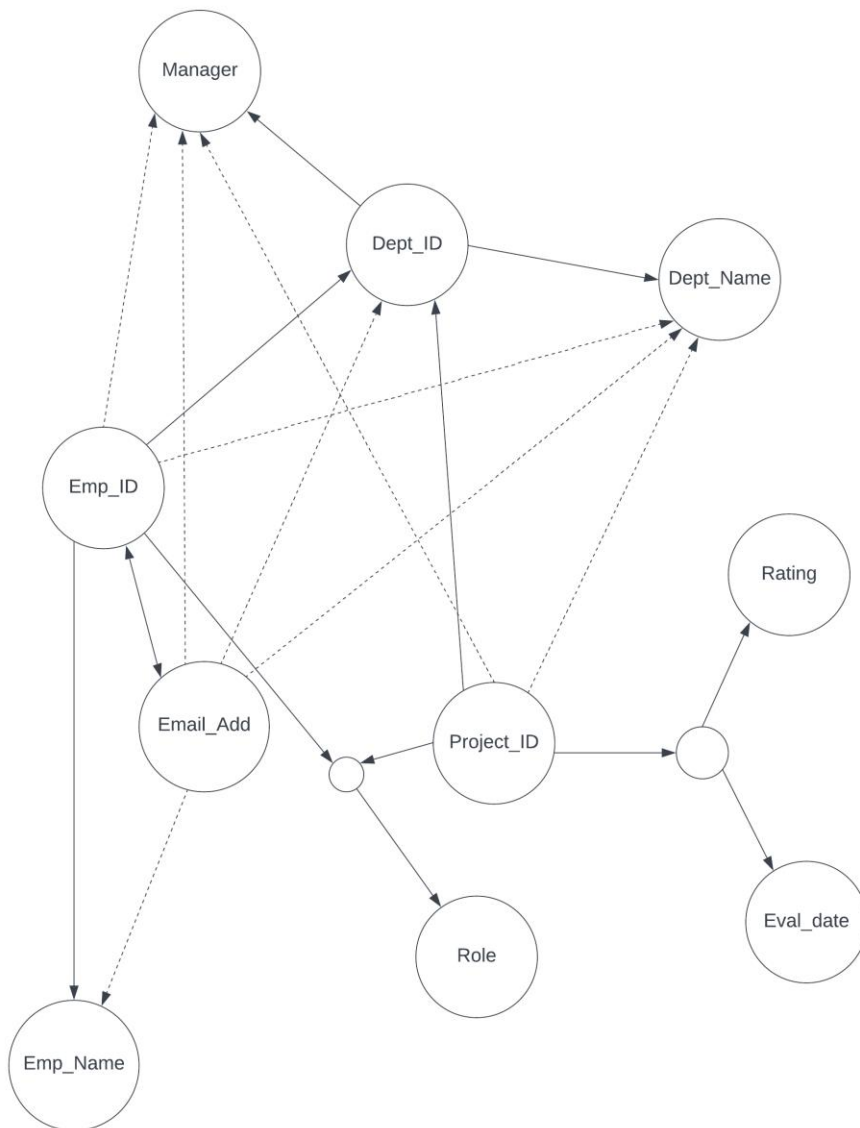 Manager
Dept_ID
Dept_Name
Emp_ID
Rating
Email_Add
Project_ID
Eval_date
Role
Emp_Name